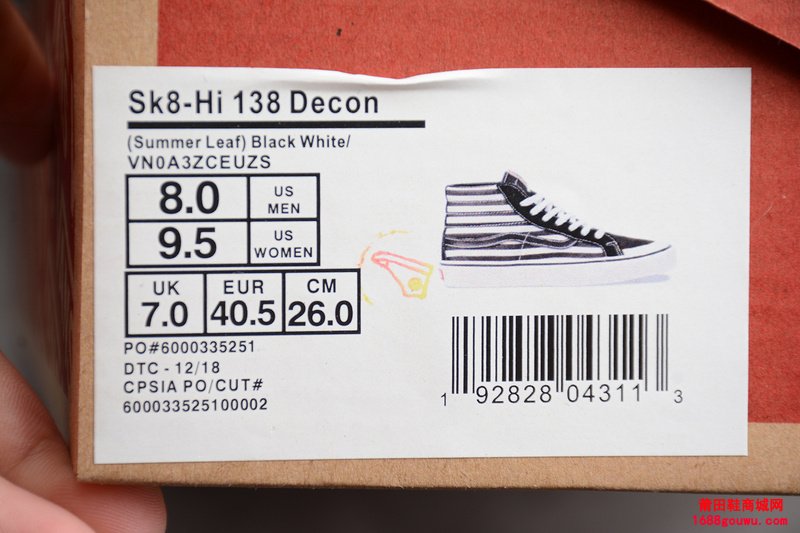 Sk8-Hi 138 Decon
(Summer Leaf) Black White/
VN0A3ZCEUZS
8.0 US MEN
9.5 US WOMEN
UK EUR CM
7.0 40.5 26.0
PO#6000335251
DTC - 12/18
CPSIA PO/CUT#
600033525100002
1 92828 04311 3
莆田鞋商城网
1688gouwu.com